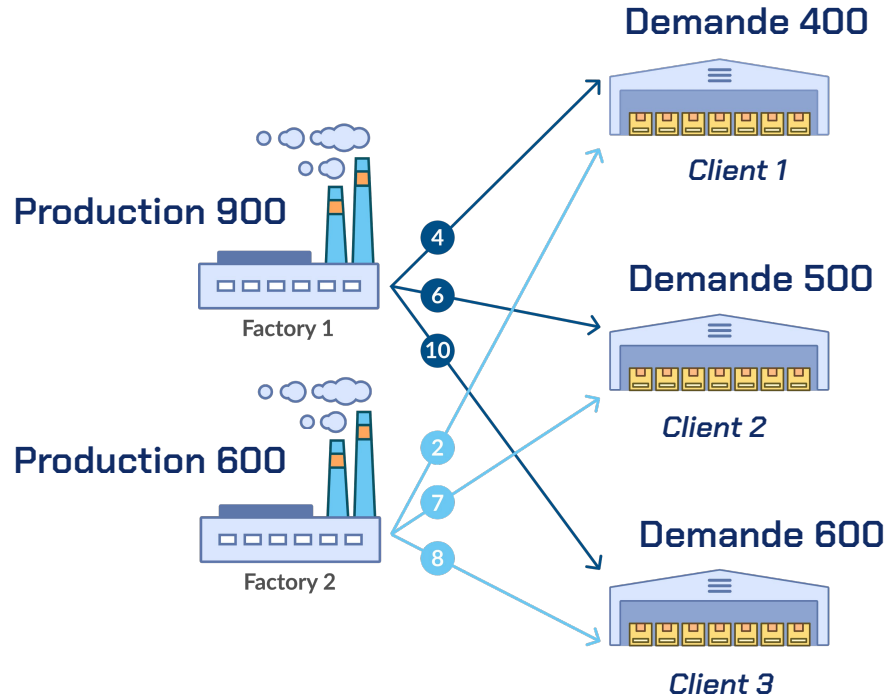 Demande 400
Client 1
Production 900
4
6
10
Factory 1
Demande 500
Client 2
Production 600
2
7
8
Factory 2
Demande 600
Client 3